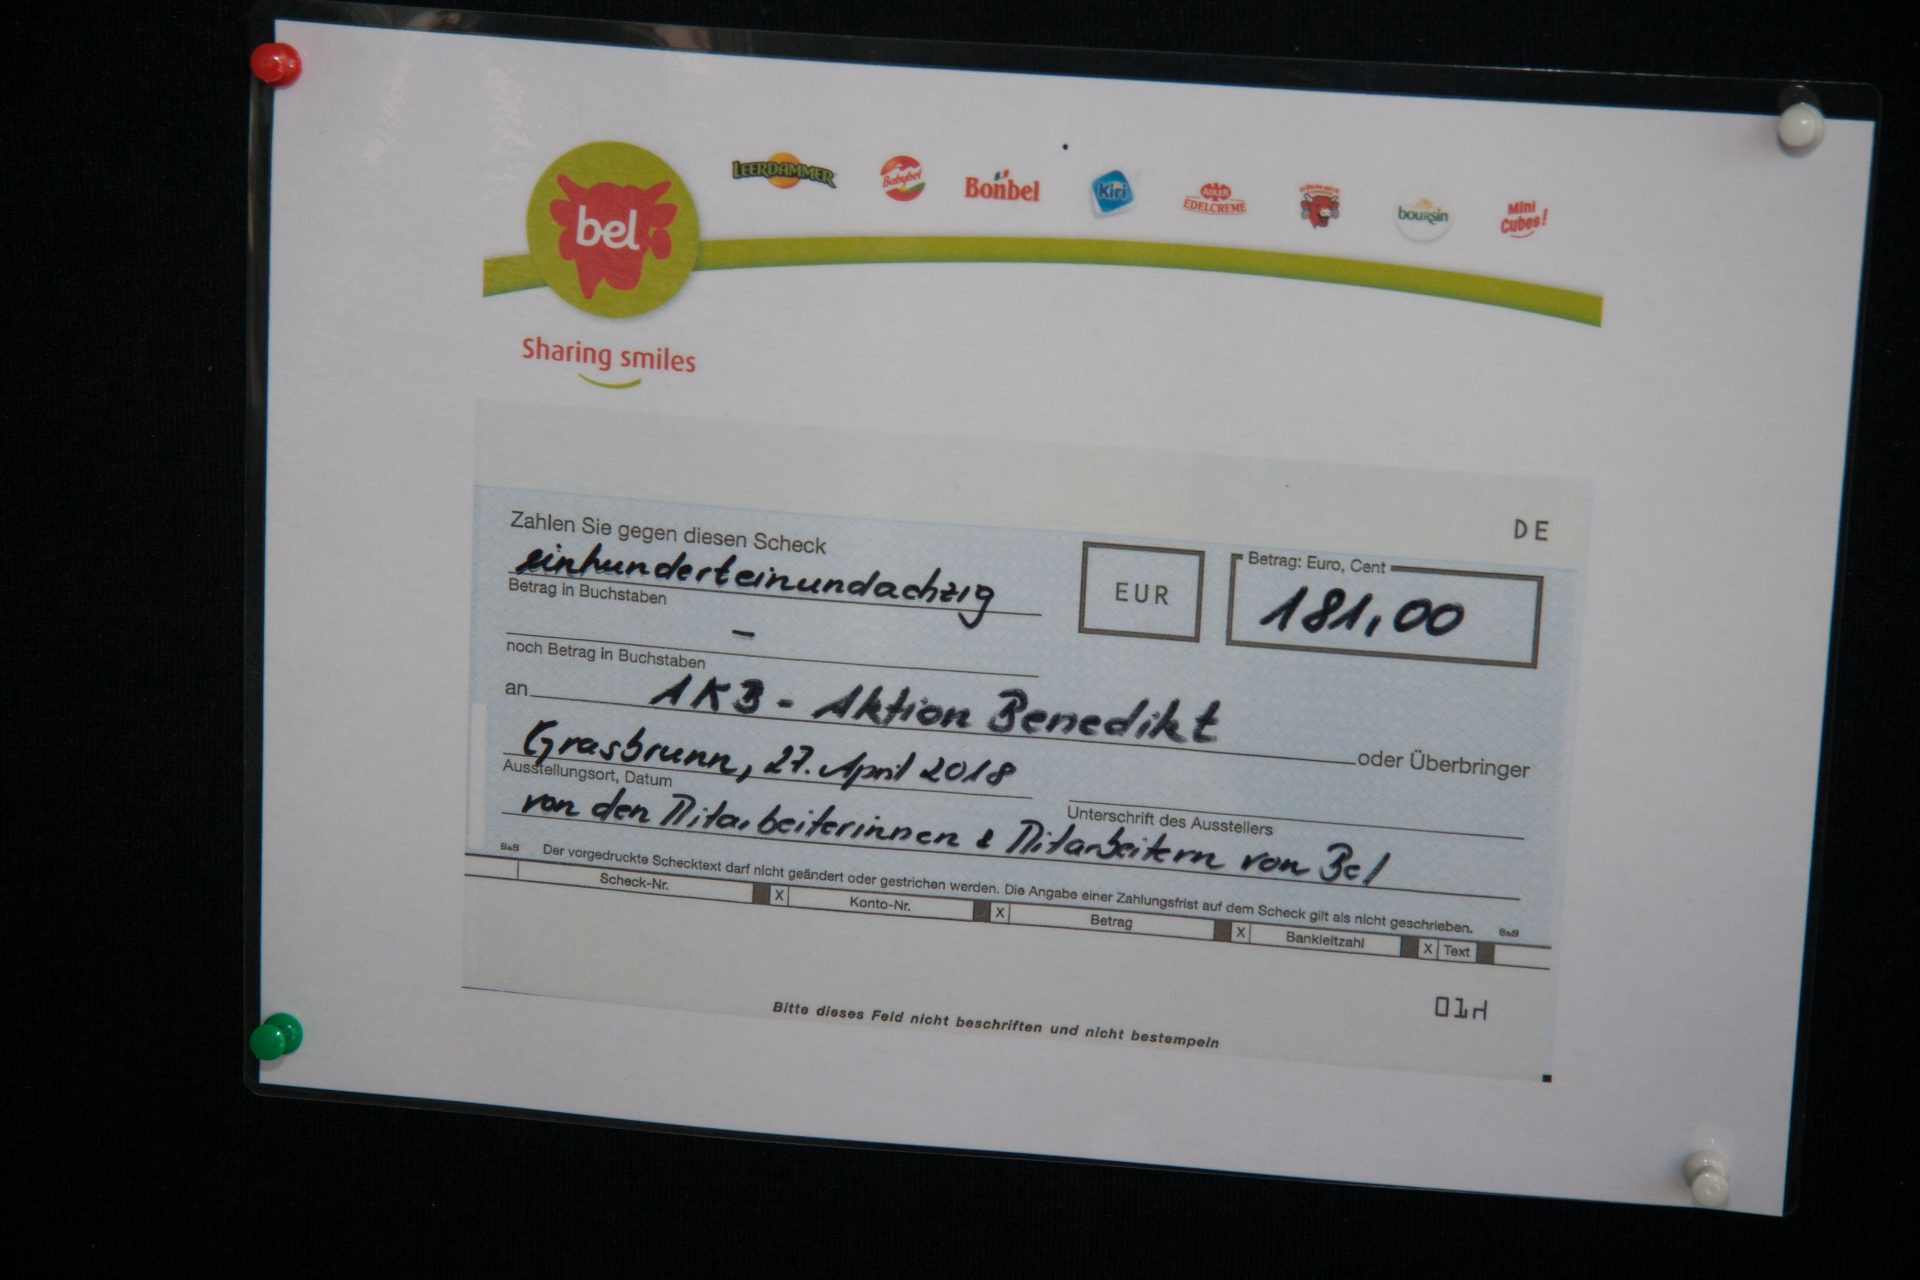 LEERDAMMER Babybel Bonbel Kiri ADLER EDELCREME boursin Mini Cubes!
bel
Sharing smiles
DE
Zahlen Sie gegen diesen Scheck
einhunderteinundachzig
Betrag in Buchstaben
EUR
Betrag: Euro, Cent
181,00
–
noch Betrag in Buchstaben
an AKB - Aktion Benedikt oder Überbringer
Grasbrunn, 27. April 2018
Ausstellungsort, Datum
Unterschrift des Ausstellers
von den Mitarbeiterinnen & Mitarbeitern von Bel
Der vorgedruckte Schecktext darf nicht geändert oder gestrichen werden. Die Angabe einer Zahlungsfrist auf dem Scheck gilt als nicht geschrieben.
Scheck-Nr. X Konto-Nr. X Betrag X Bankleitzahl X Text
Bitte dieses Feld nicht beschriften und nicht bestempeln